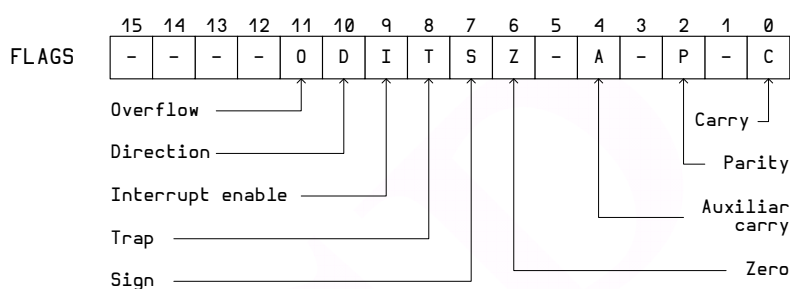 15 14 13 12 11 10 9 8 7 6 5 4 3 2 1 0
FLAGS - - - - O D I T S Z - A - P - C
Overflow
Carry
Direction
Parity
Interrupt enable
Auxiliar
carry
Trap
Zero
Sign